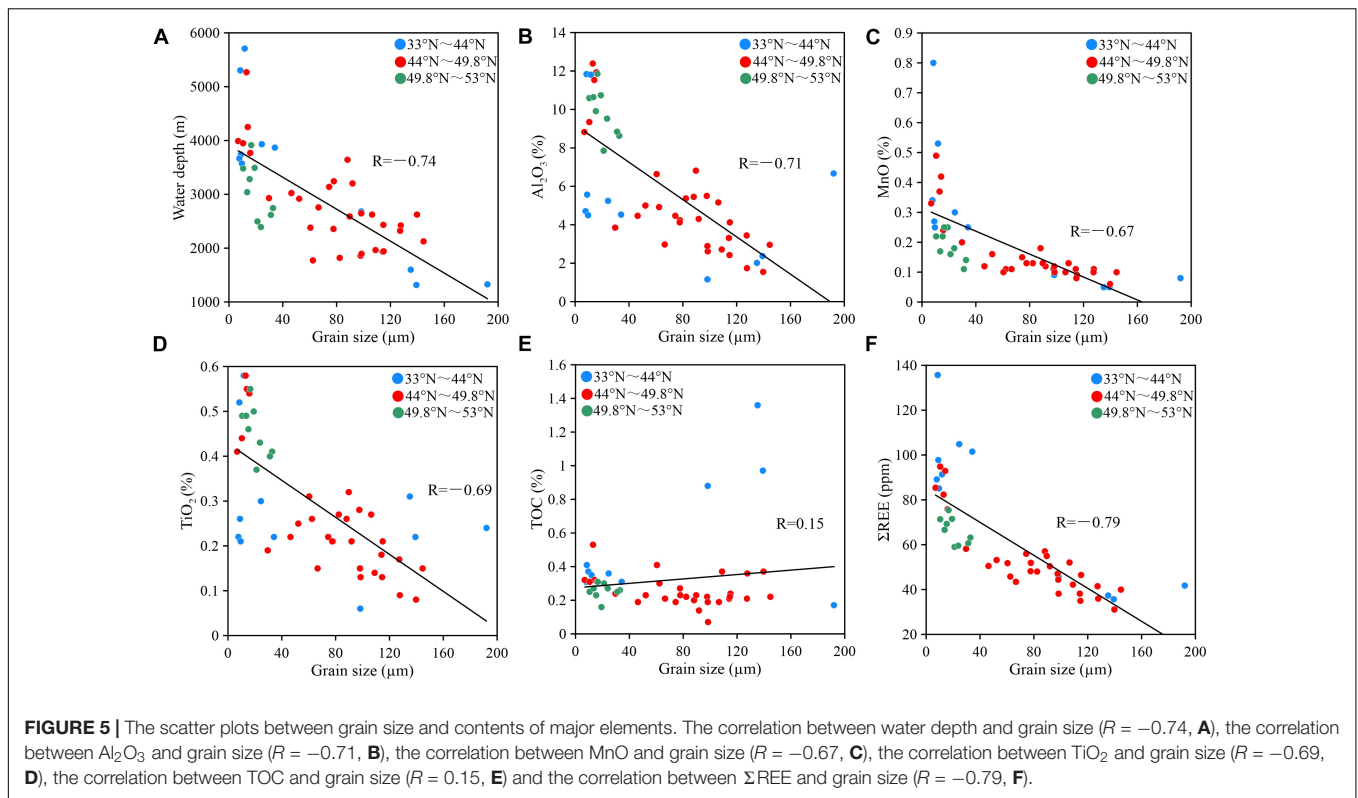 A
6000
5000
4000
3000
2000
1000
Water depth (m)
33°N～44°N
44°N～49.8°N
49.8°N～53°N
R=−0.74
0 40 80 120 160 200
Grain size (µm)
B
14
12
10
8
6
4
2
0
Al₂O₃ (%)
33°N～44°N
44°N～49.8°N
49.8°N～53°N
R=−0.71
0 40 80 120 160 200
Grain size (µm)
C
0.9
0.8
0.7
0.6
0.5
0.4
0.3
0.2
0.1
0
MnO (%)
33°N～44°N
44°N～49.8°N
49.8°N～53°N
R=−0.67
0 40 80 120 160 200
Grain size (µm)
D
0.6
0.5
0.4
0.3
0.2
0.1
0
TiO₂ (%)
33°N～44°N
44°N～49.8°N
49.8°N～53°N
R=−0.69
0 40 80 120 160 200
Grain size (µm)
E
1.6
1.4
1.2
1.0
0.8
0.6
0.4
0.2
0
TOC (%)
33°N～44°N
44°N～49.8°N
49.8°N～53°N
R=0.15
0 40 80 120 160 200
Grain size (µm)
F
140
120
100
80
60
40
20
ΣREE (ppm)
33°N～44°N
44°N～49.8°N
49.8°N～53°N
R=−0.79
0 40 80 120 160 200
Grain size (µm)
FIGURE 5 | The scatter plots between grain size and contents of major elements. The correlation between water depth and grain size (R = −0.74, A), the correlation
between Al₂O₃ and grain size (R = −0.71, B), the correlation between MnO and grain size (R = −0.67, C), the correlation between TiO₂ and grain size (R = −0.69,
D), the correlation between TOC and grain size (R = 0.15, E) and the correlation between ΣREE and grain size (R = −0.79, F).